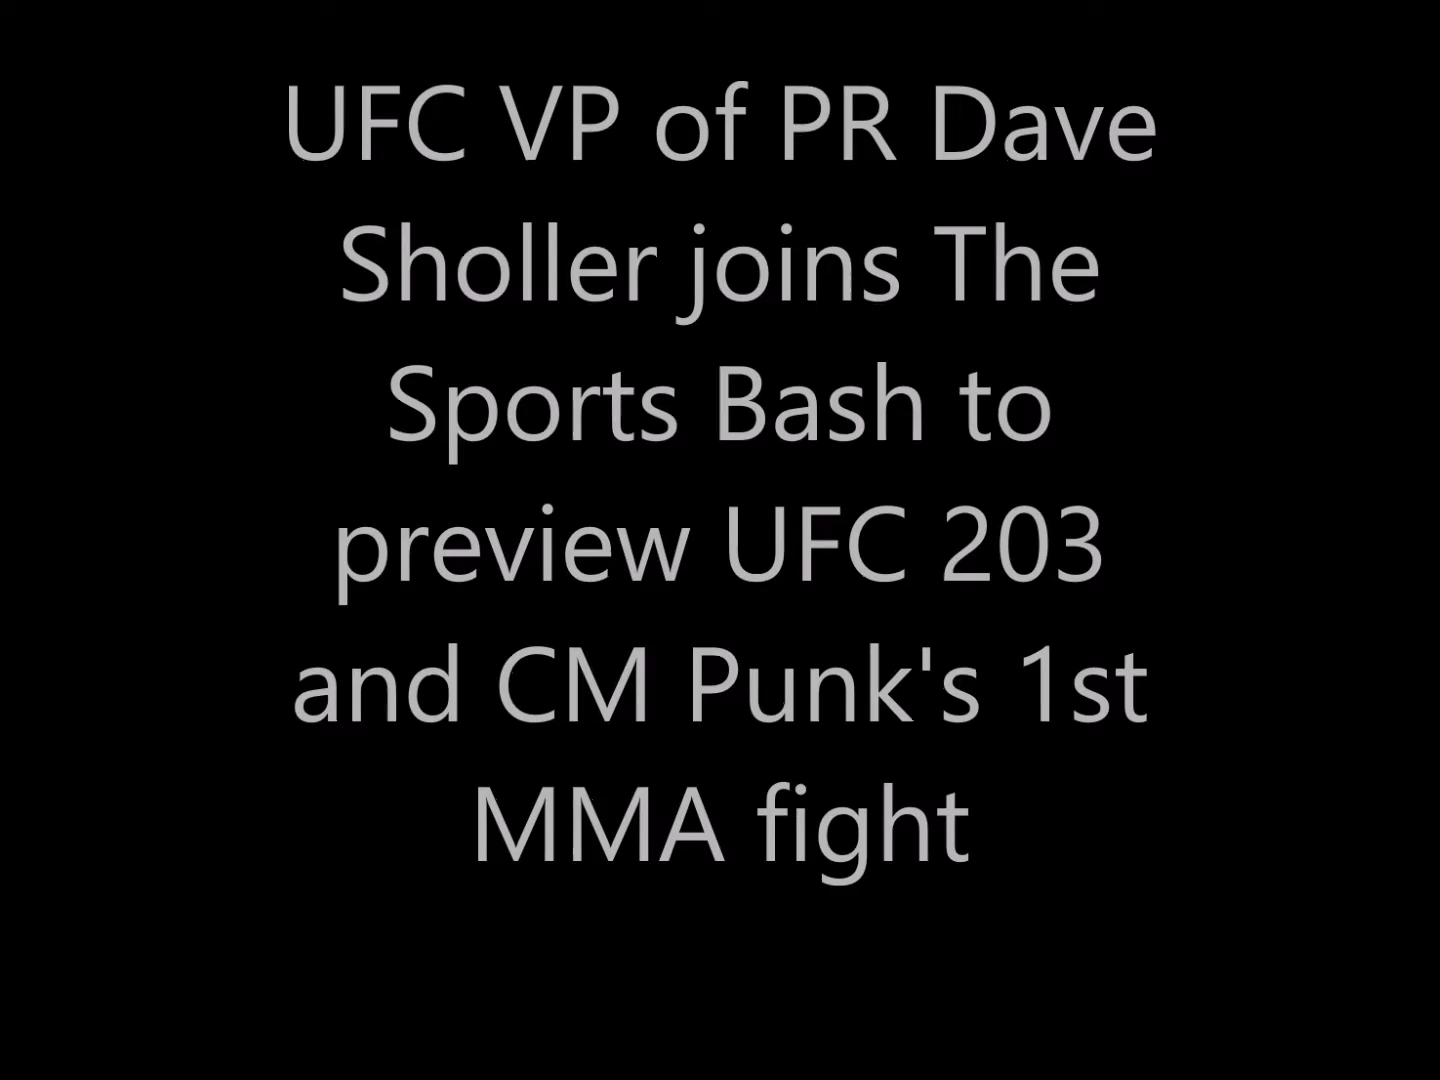 UFC VP of PR Dave
Sholler joins The
Sports Bash to
preview UFC 203
and CM Punk's 1st
MMA fight